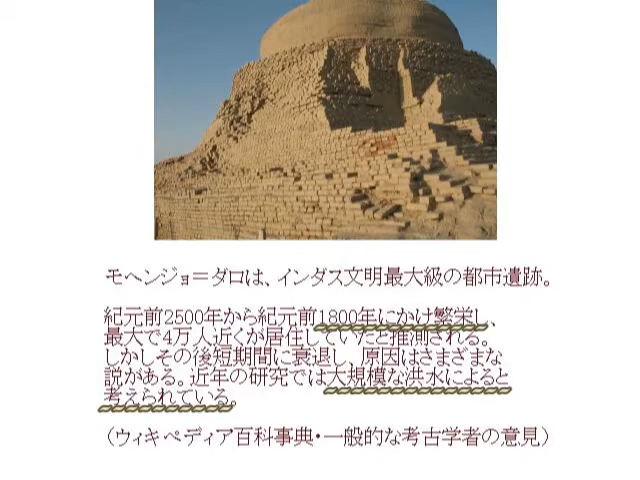 モヘンジョ＝ダロは、インダス文明最大級の都市遺跡。
紀元前2500年から紀元前1800年にかけ繁栄し、
最大で4万人近くが居住していたと推測される。
しかしその後短期間に衰退し、原因はさまざまな
説がある。近年の研究では大規模な洪水によると
考えられている。
（ウィキペディア百科事典・一般的な考古学者の意見）